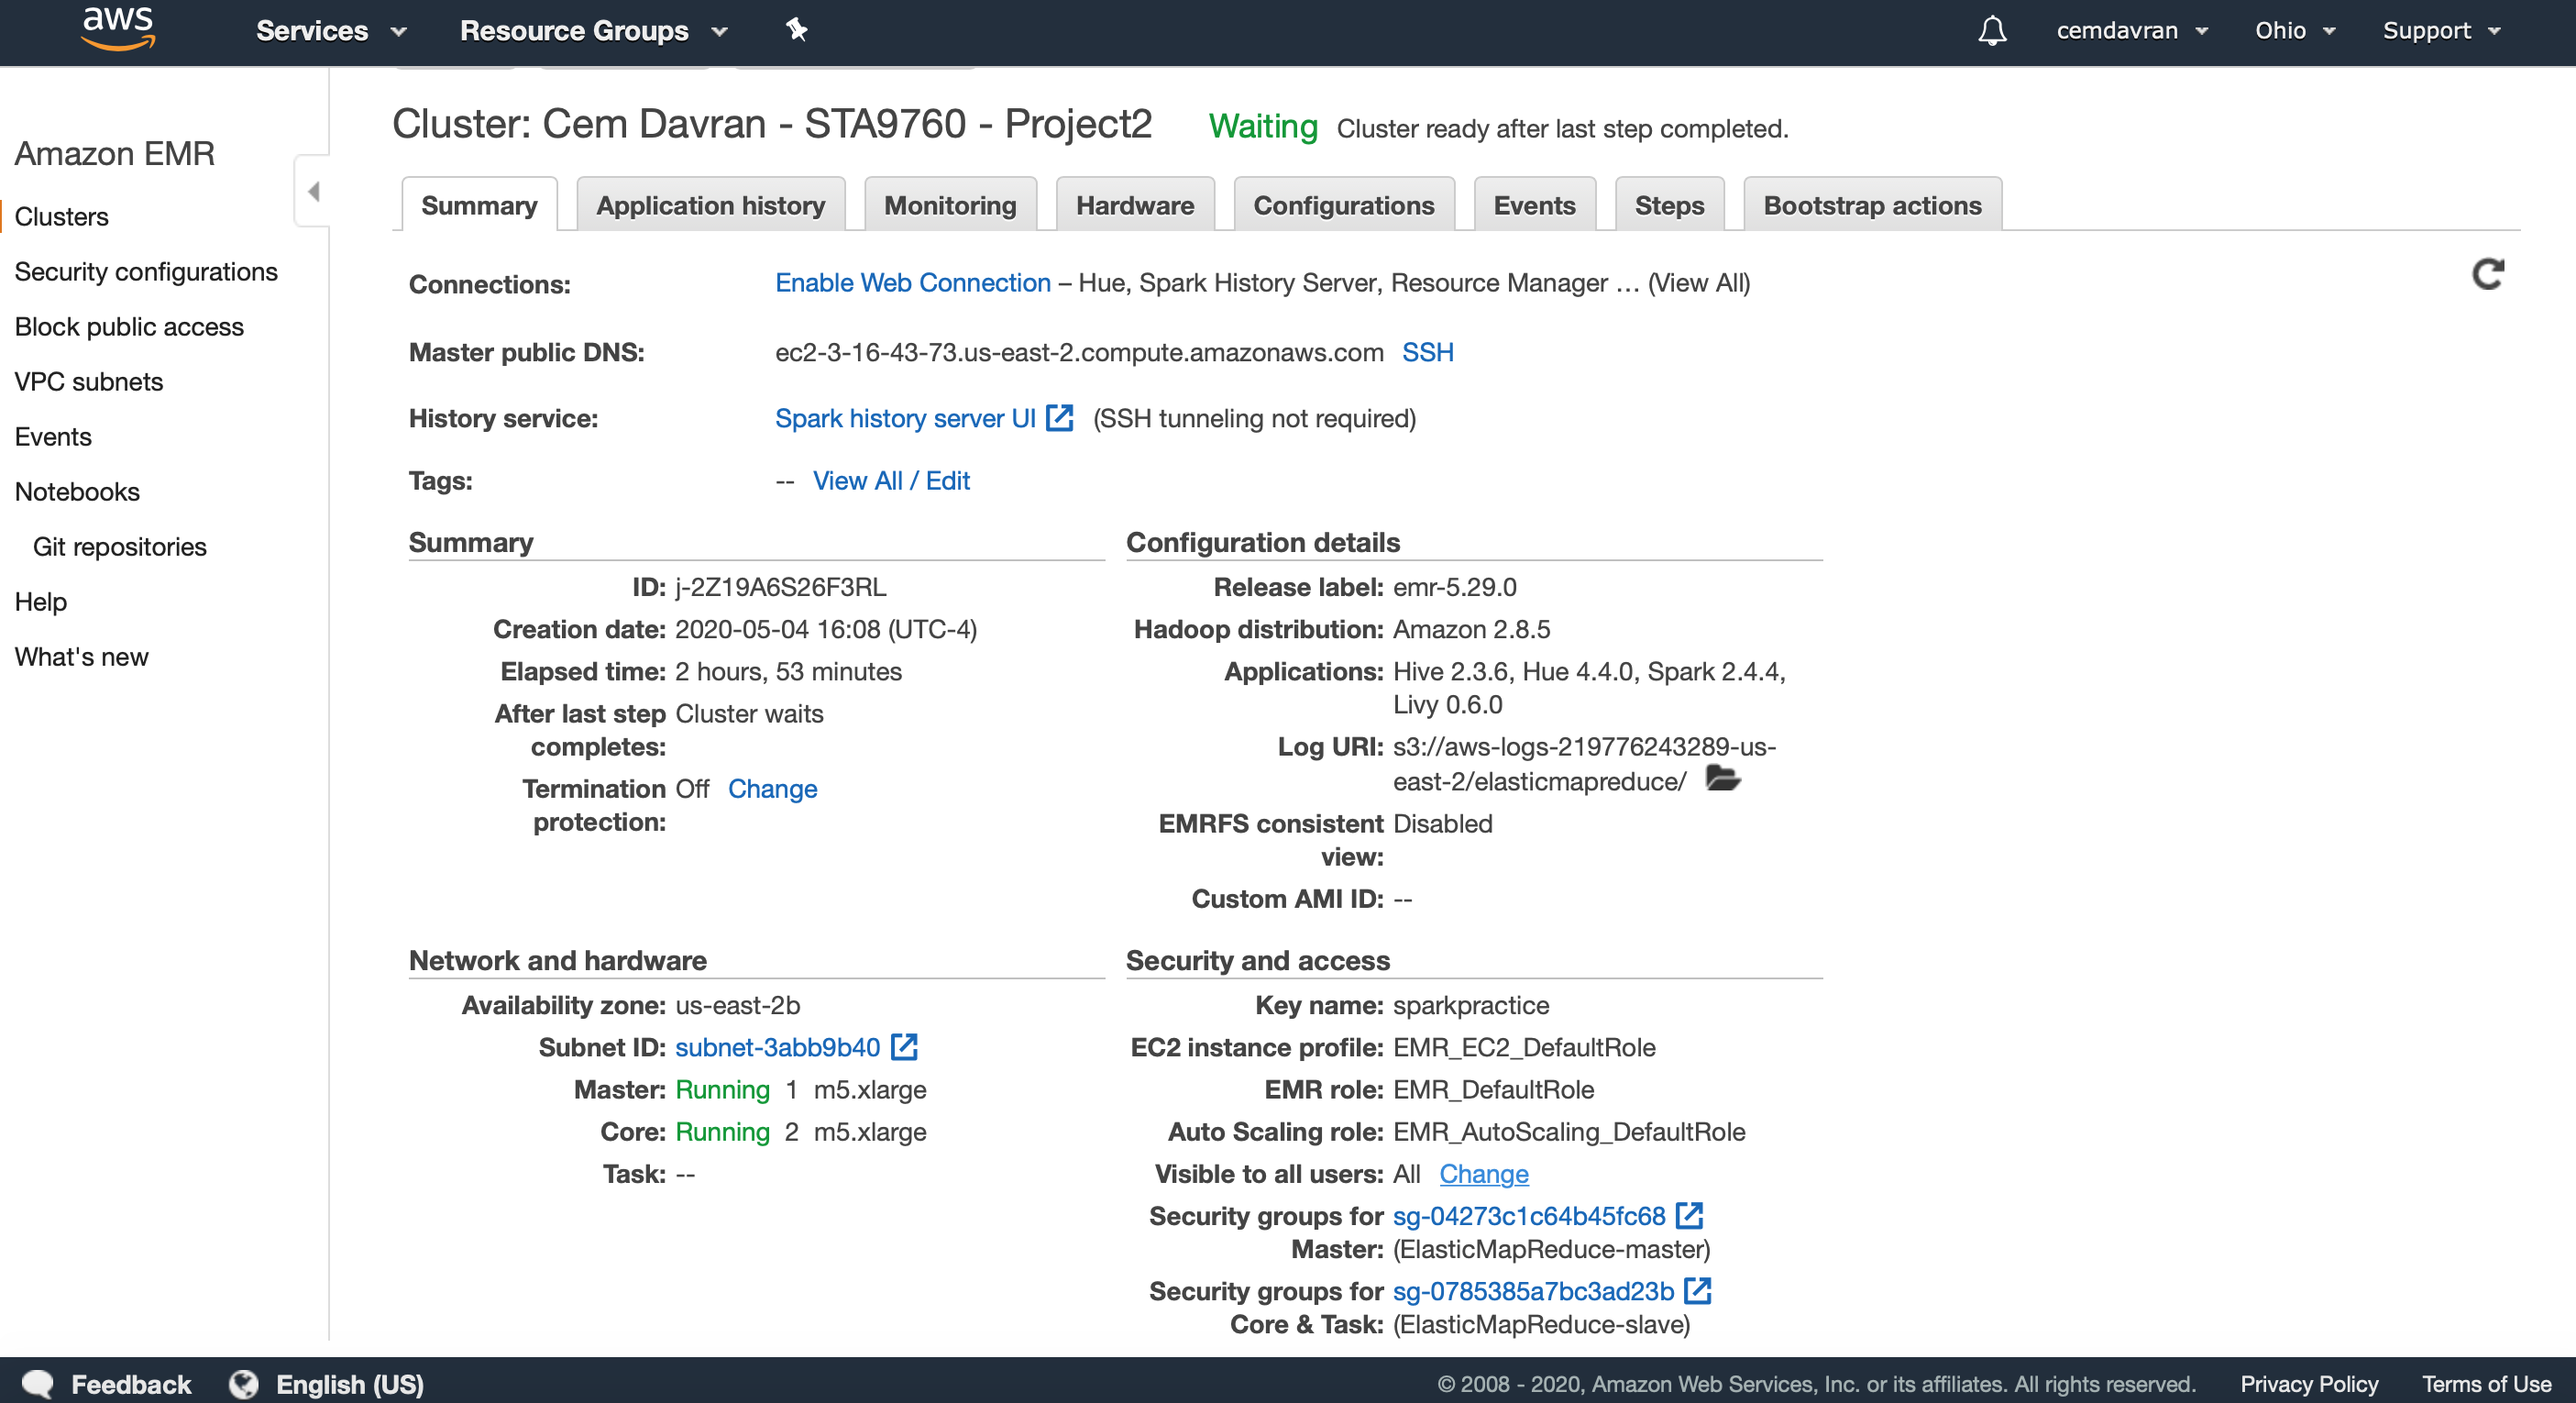 aws Services Resource Groups cemdavran Ohio Support
Amazon EMR
Clusters
Security configurations
Block public access
VPC subnets
Events
Notebooks
Git repositories
Help
What's new
Cluster: Cem Davran - STA9760 - Project2 Waiting Cluster ready after last step completed.
Summary Application history Monitoring Hardware Configurations Events Steps Bootstrap actions
Connections: Enable Web Connection – Hue, Spark History Server, Resource Manager … (View All)
Master public DNS: ec2-3-16-43-73.us-east-2.compute.amazonaws.com SSH
History service: Spark history server UI (SSH tunneling not required)
Tags: -- View All / Edit
Summary
ID: j-2Z19A6S26F3RL
Creation date: 2020-05-04 16:08 (UTC-4)
Elapsed time: 2 hours, 53 minutes
After last step Cluster waits
completes:
Termination Off Change
protection:
Configuration details
Release label: emr-5.29.0
Hadoop distribution: Amazon 2.8.5
Applications: Hive 2.3.6, Hue 4.4.0, Spark 2.4.4,
Livy 0.6.0
Log URI: s3://aws-logs-219776243289-us-
east-2/elasticmapreduce/
EMRFS consistent Disabled
view:
Custom AMI ID: --
Network and hardware
Availability zone: us-east-2b
Subnet ID: subnet-3abb9b40
Master: Running 1 m5.xlarge
Core: Running 2 m5.xlarge
Task: --
Security and access
Key name: sparkpractice
EC2 instance profile: EMR_EC2_DefaultRole
EMR role: EMR_DefaultRole
Auto Scaling role: EMR_AutoScaling_DefaultRole
Visible to all users: All Change
Security groups for sg-04273c1c64b45fc68
Master: (ElasticMapReduce-master)
Security groups for sg-0785385a7bc3ad23b
Core & Task: (ElasticMapReduce-slave)
Feedback English (US) © 2008 - 2020, Amazon Web Services, Inc. or its affiliates. All rights reserved. Privacy Policy Terms of Use